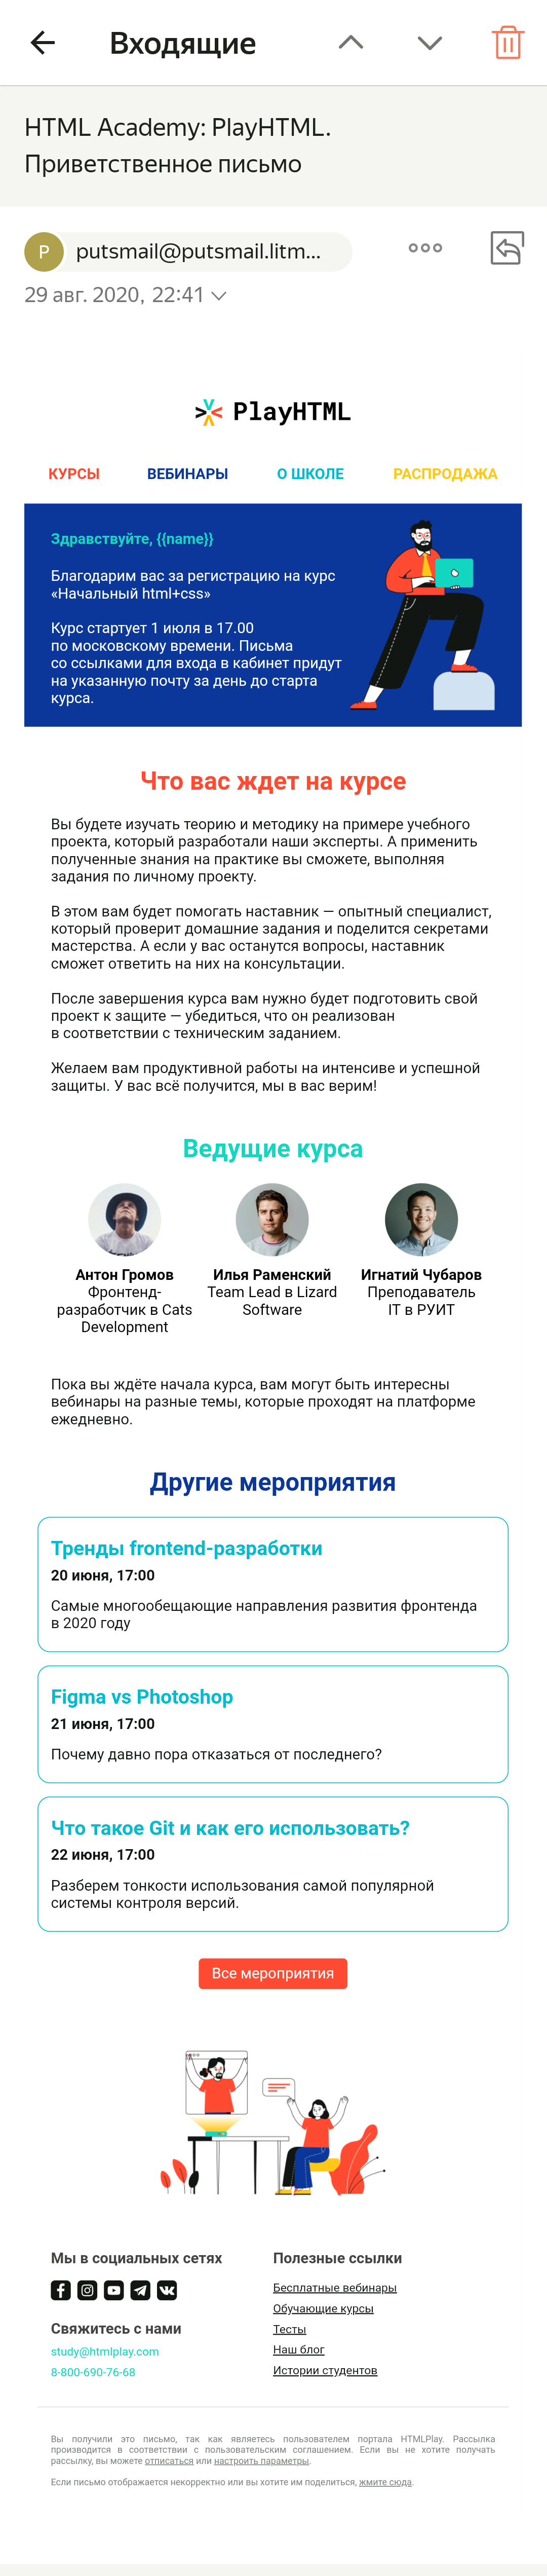 Входящие
HTML Academy: PlayHTML.
Приветственное письмо
P
putsmail@putsmail.litm...
29 авг. 2020, 22:41
PlayHTML
КУРСЫ ВЕБИНАРЫ О ШКОЛЕ РАСПРОДАЖА
Здравствуйте, {{name}}
Благодарим вас за регистрацию на курс
«Начальный html+css»
Курс стартует 1 июля в 17.00
по московскому времени. Письма
со ссылками для входа в кабинет придут
на указанную почту за день до старта
курса.
Что вас ждет на курсе
Вы будете изучать теорию и методику на примере учебного
проекта, который разработали наши эксперты. А применить
полученные знания на практике вы сможете, выполняя
задания по личному проекту.
В этом вам будет помогать наставник — опытный специалист,
который проверит домашние задания и поделится секретами
мастерства. А если у вас останутся вопросы, наставник
сможет ответить на них на консультации.
После завершения курса вам нужно будет подготовить свой
проект к защите — убедиться, что он реализован
в соответствии с техническим заданием.
Желаем вам продуктивной работы на интенсиве и успешной
защиты. У вас всё получится, мы в вас верим!
Ведущие курса
Антон Громов
Фронтенд-
разработчик в Cats
Development
Илья Раменский
Team Lead в Lizard
Software
Игнатий Чубаров
Преподаватель
IT в РУИТ
Пока вы ждёте начала курса, вам могут быть интересны
вебинары на разные темы, которые проходят на платформе
ежедневно.
Другие мероприятия
Тренды frontend-разработки
20 июня, 17:00
Самые многообещающие направления развития фронтенда
в 2020 году
Figma vs Photoshop
21 июня, 17:00
Почему давно пора отказаться от последнего?
Что такое Git и как его использовать?
22 июня, 17:00
Разберем тонкости использования самой популярной
системы контроля версий.
Все мероприятия
Мы в социальных сетях
Свяжитесь с нами
study@htmlplay.com
8-800-690-76-68
Полезные ссылки
Бесплатные вебинары
Обучающие курсы
Тесты
Наш блог
Истории студентов
Вы получили это письмо, так как являетесь пользователем портала HTMLPlay. Рассылка
производится в соответствии с пользовательским соглашением. Если вы не хотите получать
рассылку, вы можете отписаться или настроить параметры.
Если письмо отображается некорректно или вы хотите им поделиться, жмите сюда.